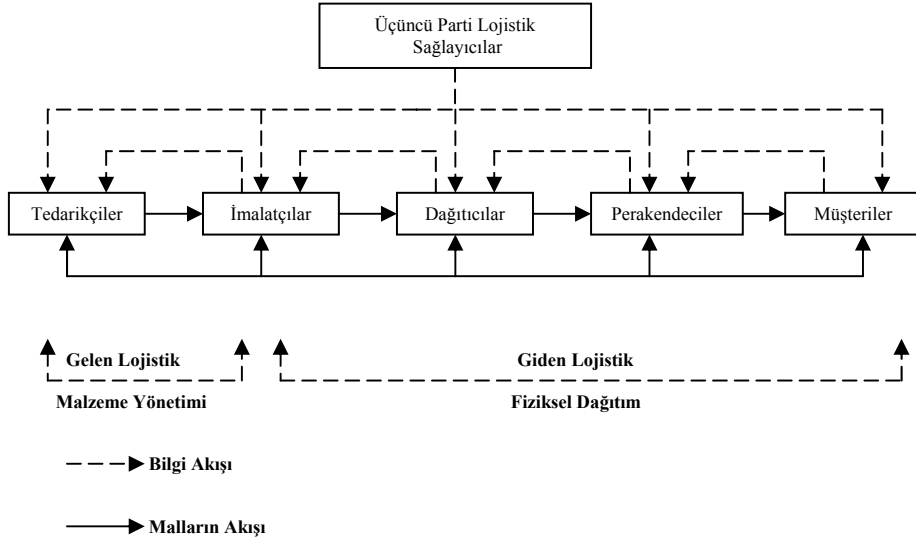 Üçüncü Parti Lojistik
Sağlayıcılar
Tedarikçiler
İmalatçılar
Dağıtıcılar
Perakendeciler
Müşteriler
Gelen Lojistik
Giden Lojistik
Malzeme Yönetimi
Fiziksel Dağıtım
Bilgi Akışı
Malların Akışı